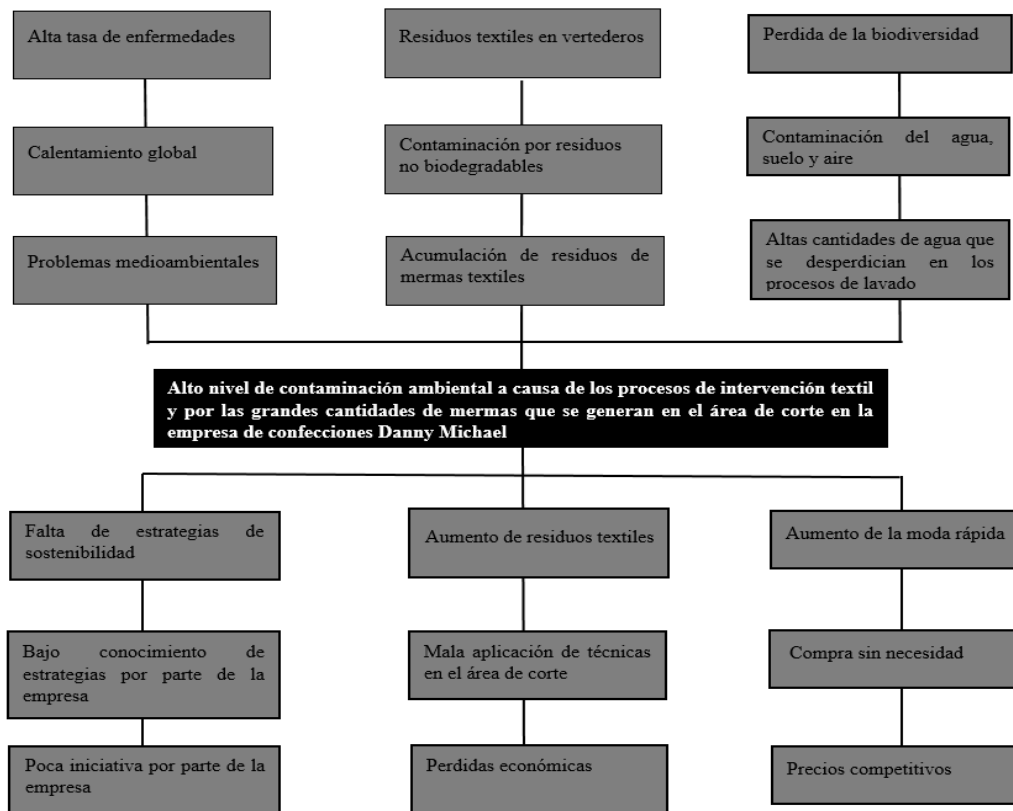 Alta tasa de enfermedades
Residuos textiles en vertederos
Perdida de la biodiversidad
Calentamiento global
Contaminación por residuos
no biodegradables
Contaminación del agua,
suelo y aire
Problemas medioambientales
Acumulación de residuos de
mermas textiles
Altas cantidades de agua que
se desperdician en los
procesos de lavado
Alto nivel de contaminación ambiental a causa de los procesos de intervención textil
y por las grandes cantidades de mermas que se generan en el área de corte en la
empresa de confecciones Danny Michael
Falta de estrategias de
sostenibilidad
Aumento de residuos textiles
Aumento de la moda rápida
Bajo conocimiento de
estrategias por parte de la
empresa
Mala aplicación de técnicas
en el área de corte
Compra sin necesidad
Poca iniciativa por parte de la
empresa
Perdidas económicas
Precios competitivos